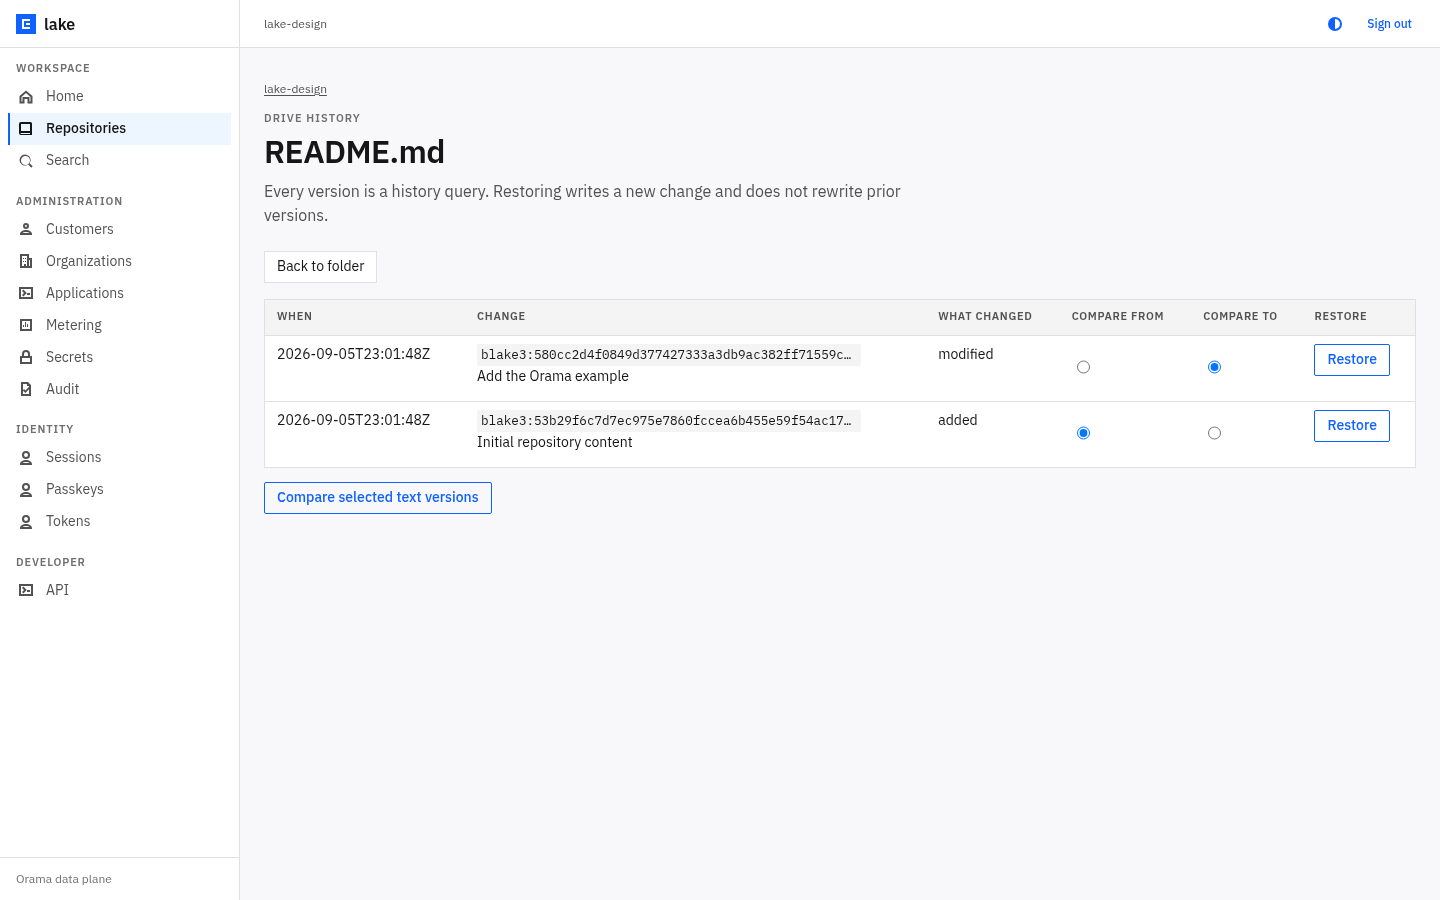 lake
lake-design
Sign out
WORKSPACE
Home
Repositories
Search
ADMINISTRATION
Customers
Organizations
Applications
Metering
Secrets
Audit
IDENTITY
Sessions
Passkeys
Tokens
DEVELOPER
API
Orama data plane
lake-design
DRIVE HISTORY
README.md
Every version is a history query. Restoring writes a new change and does not rewrite prior
versions.
Back to folder
WHEN CHANGE WHAT CHANGED COMPARE FROM COMPARE TO RESTORE
2026-09-05T23:01:48Z blake3:580cc2d4f0849d377427333a3db9ac382ff71559c… modified Restore
Add the Orama example
2026-09-05T23:01:48Z blake3:53b29f6c7d7ec975e7860fccea6b455e59f54ac17… added Restore
Initial repository content
Compare selected text versions